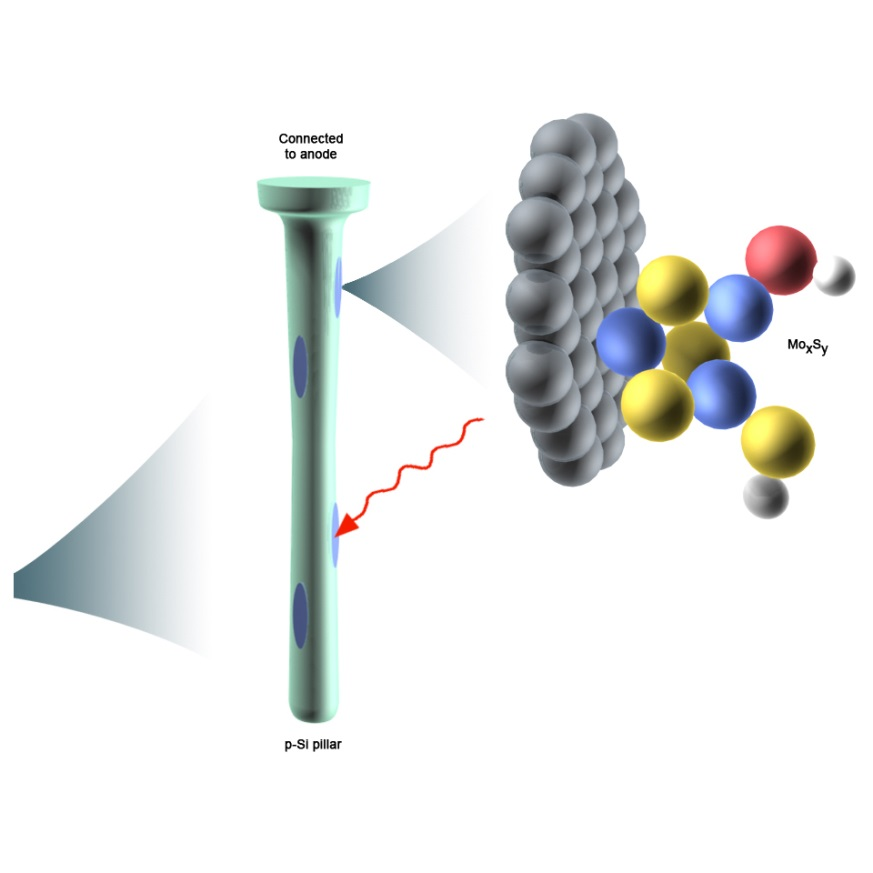 Connected
to anode
MoxSy
p-Si pillar